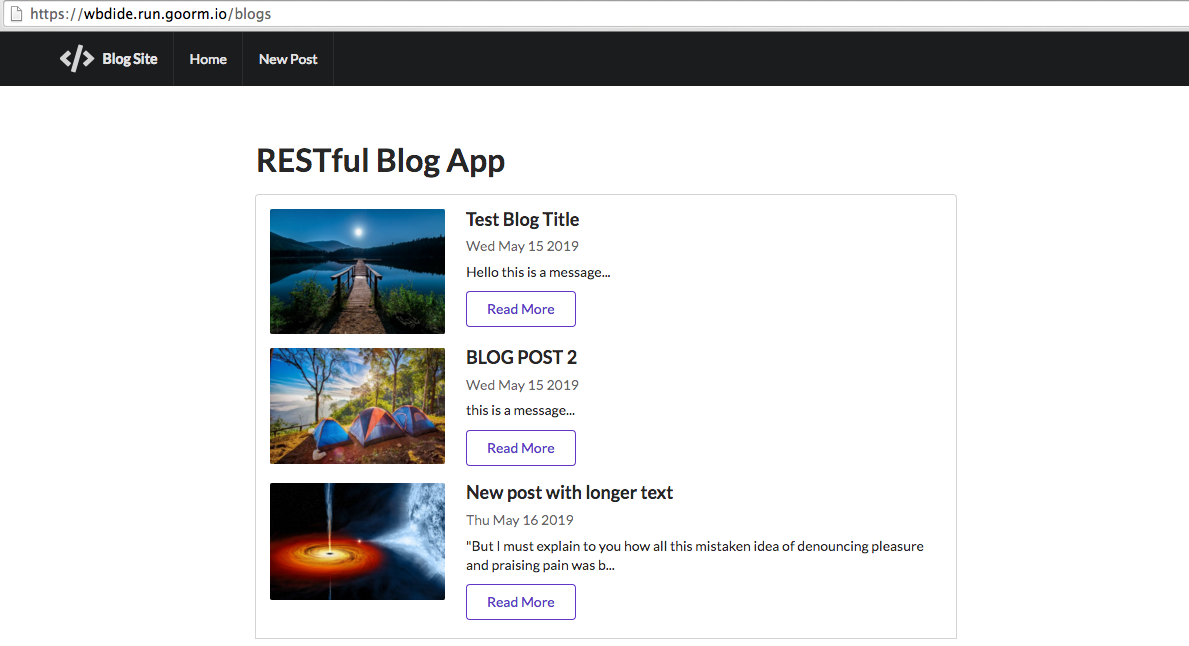 https://wbdide.run.goorm.io/blogs
</> Blog Site Home New Post
RESTful Blog App
Test Blog Title
Wed May 15 2019
Hello this is a message...
Read More
BLOG POST 2
Wed May 15 2019
this is a message...
Read More
New post with longer text
Thu May 16 2019
"But I must explain to you how all this mistaken idea of denouncing pleasure
and praising pain was b...
Read More